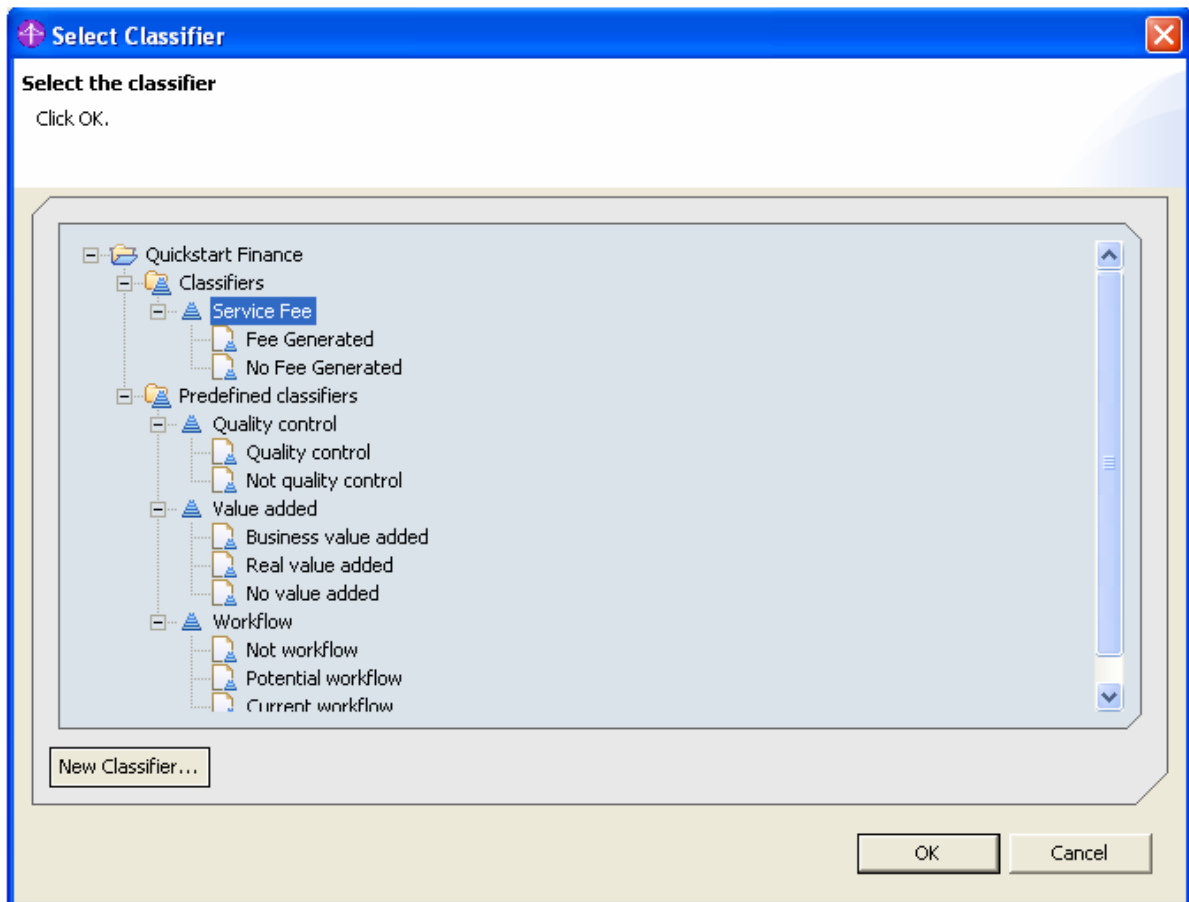 Select Classifier
Select the classifier
Click OK.
Quickstart Finance
Classifiers
Service Fee
Fee Generated
No Fee Generated
Predefined classifiers
Quality control
Quality control
Not quality control
Value added
Business value added
Real value added
No value added
Workflow
Not workflow
Potential workflow
Current workflow
New Classifier...
OK Cancel